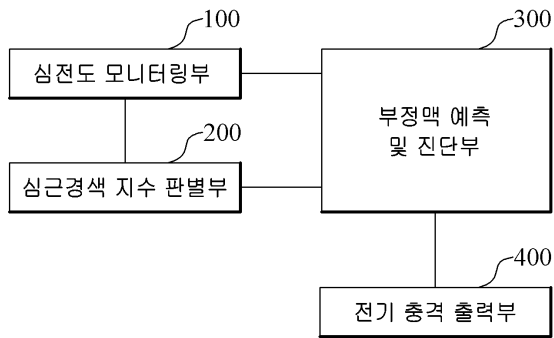 100
심전도 모니터링부
200
심근경색 지수 판별부
300
부정맥 예측
및 진단부
400
전기 충격 출력부